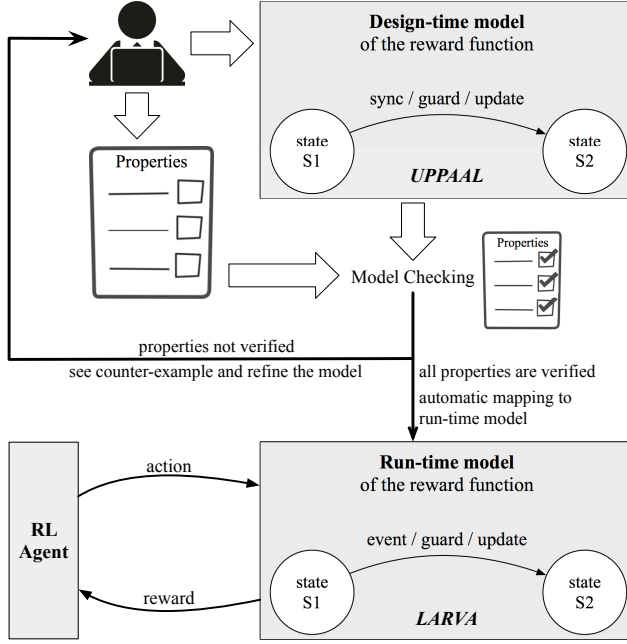 Design-time model
of the reward function
sync / guard / update
state
S1
state
S2
UPPAAL
Properties
Properties
Model Checking
properties not verified
see counter-example and refine the model
all properties are verified
automatic mapping to
run-time model
Run-time model
of the reward function
action
RL
Agent
event / guard / update
state
S1
state
S2
reward
LARVA